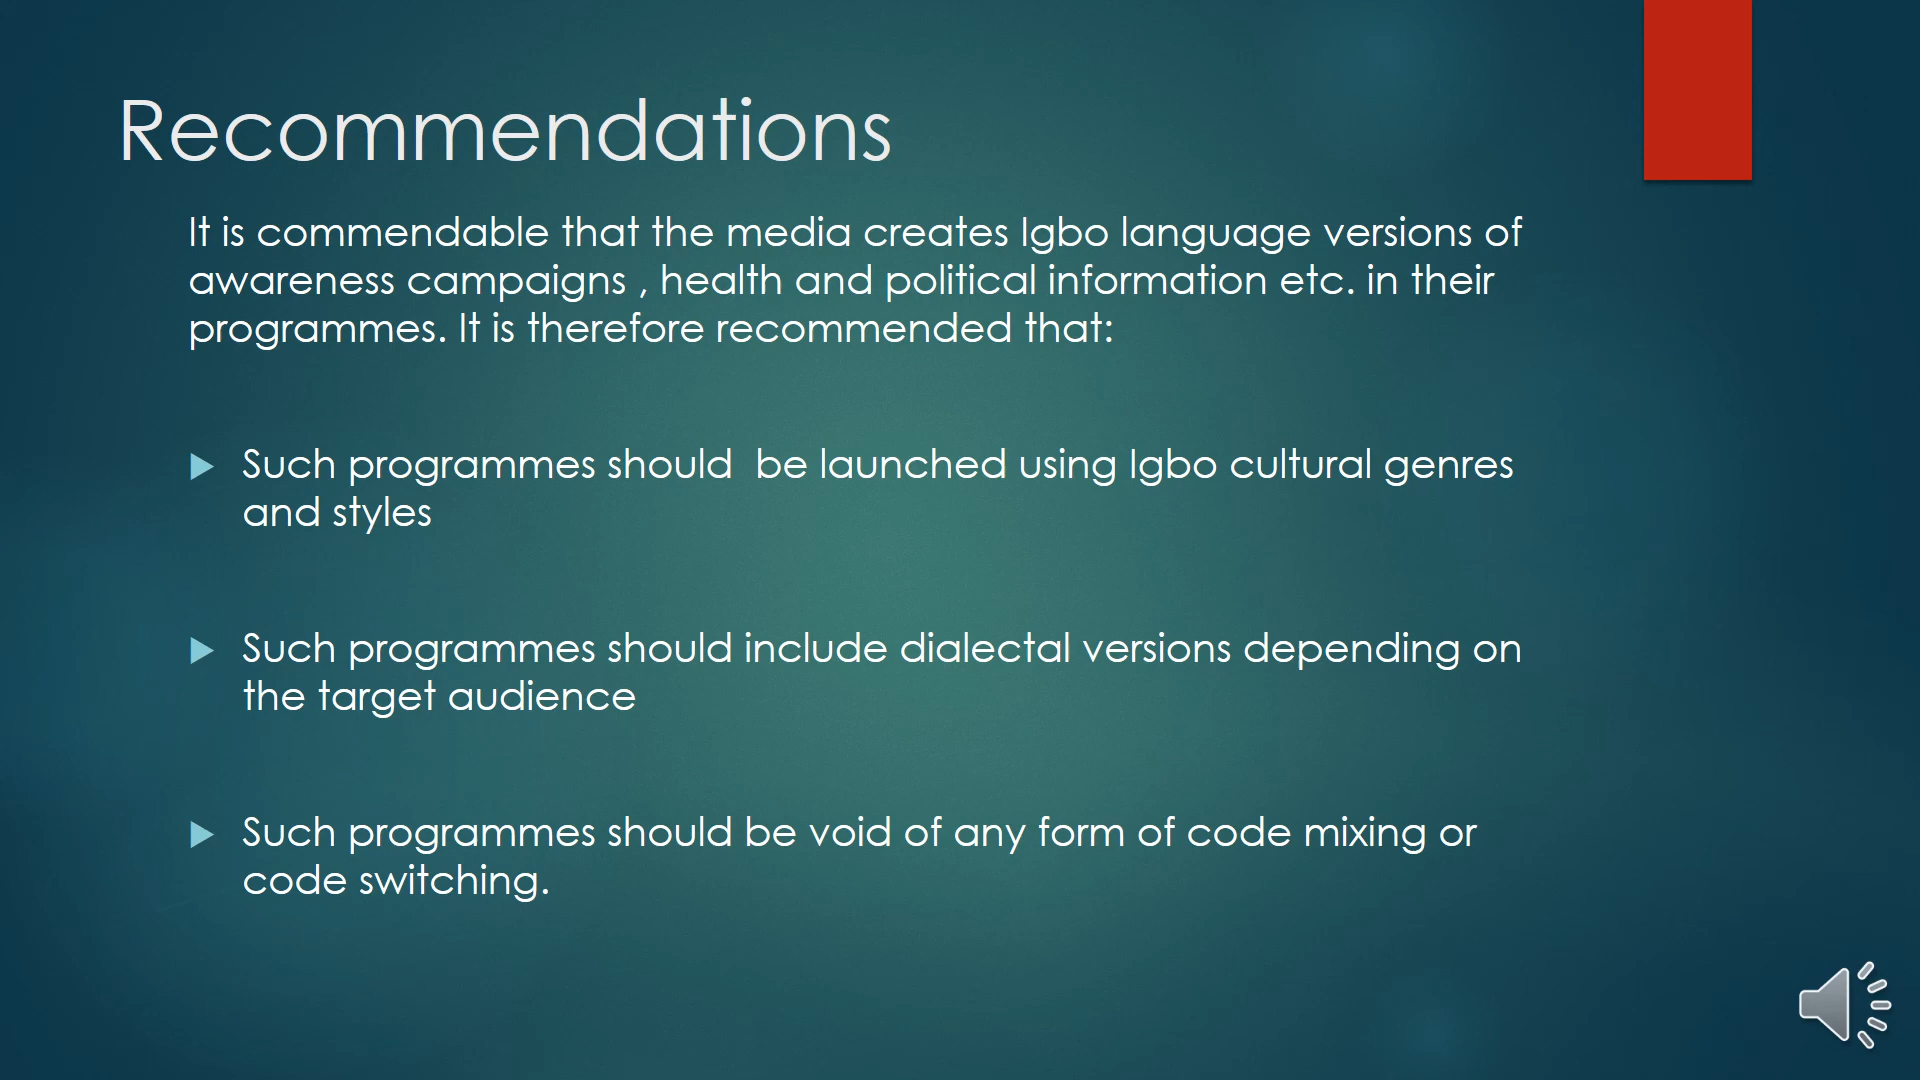 Recommendations
It is commendable that the media creates Igbo language versions of
awareness campaigns , health and political information etc. in their
programmes. It is therefore recommended that:
Such programmes should  be launched using Igbo cultural genres
and styles
Such programmes should include dialectal versions depending on
the target audience
Such programmes should be void of any form of code mixing or
code switching.